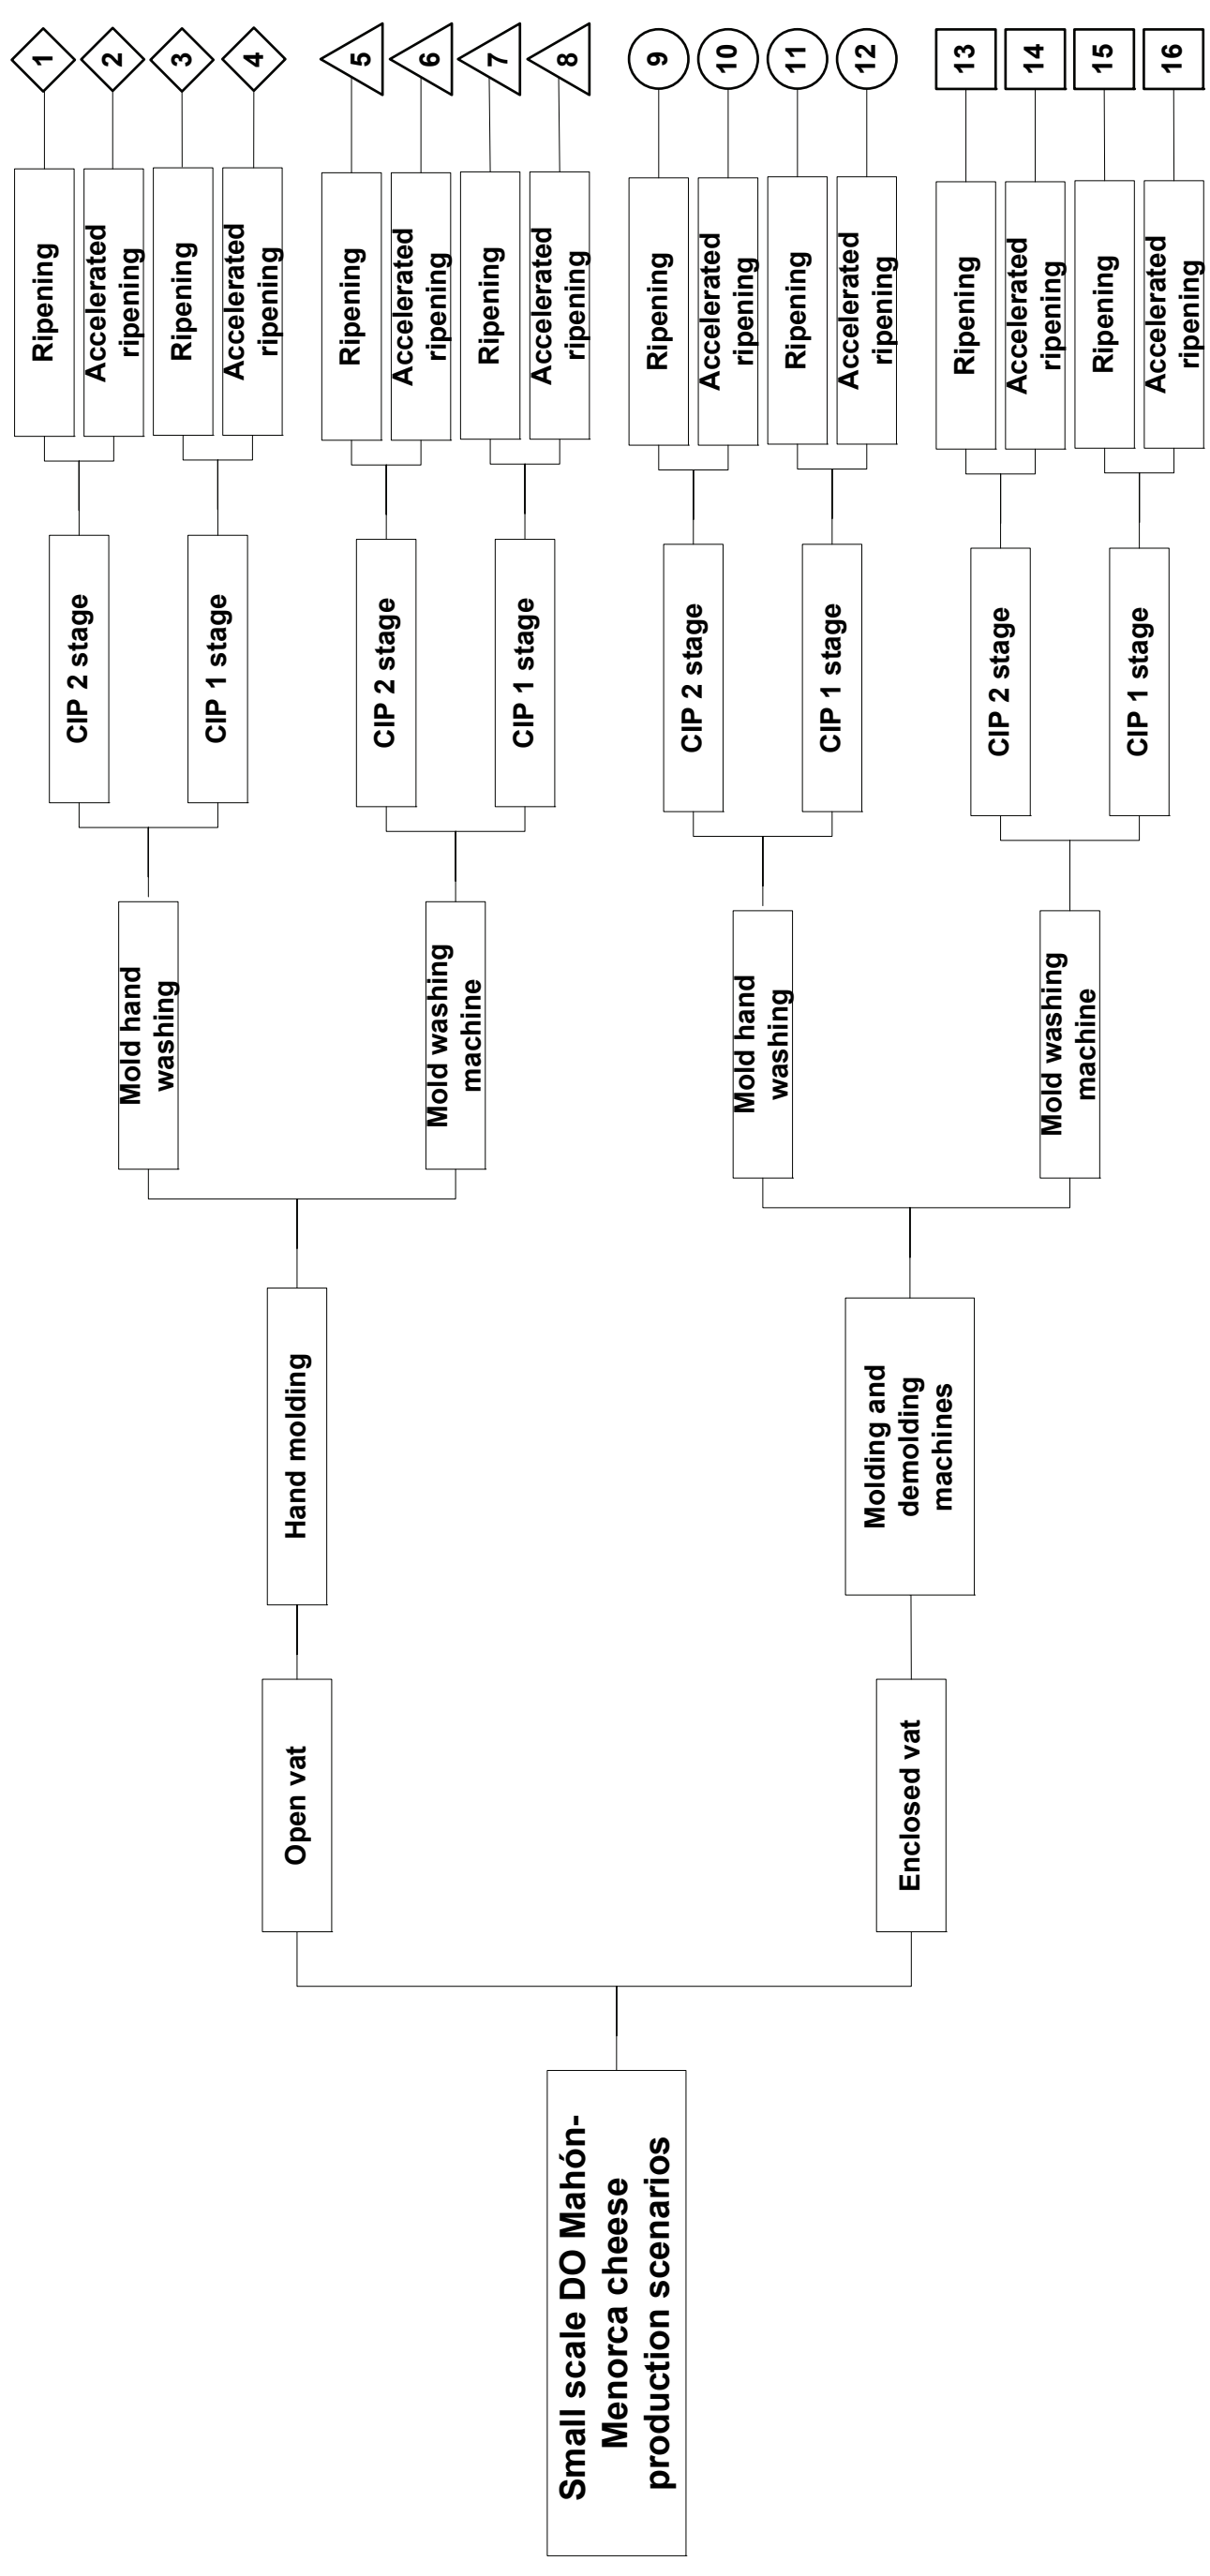 Small scale DO Mahón-
Menorca cheese
production scenarios
Open vat
Hand molding
Mold hand
washing
CIP 2 stage
Ripening
1
Accelerated
ripening
2
CIP 1 stage
Ripening
3
Accelerated
ripening
4
Mold washing
machine
CIP 2 stage
Ripening
5
Accelerated
ripening
6
CIP 1 stage
Ripening
7
Accelerated
ripening
8
Enclosed vat
Molding and
demolding
machines
Mold hand
washing
CIP 2 stage
Ripening
9
Accelerated
ripening
10
CIP 1 stage
Ripening
11
Accelerated
ripening
12
Mold washing
machine
CIP 2 stage
Ripening
13
Accelerated
ripening
14
CIP 1 stage
Ripening
15
Accelerated
ripening
16